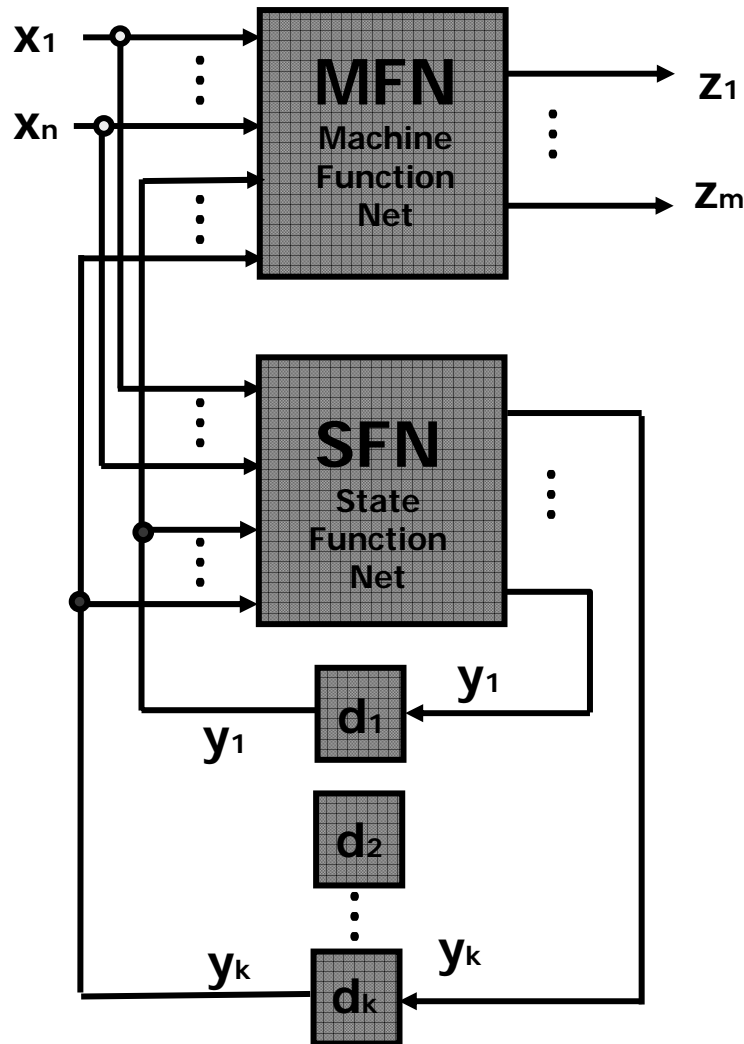 x1
xn
MFN
Machine
Function
Net
z1
zm
SFN
State
Function
Net
y1
d1
y1
d2
yk
yk
dk